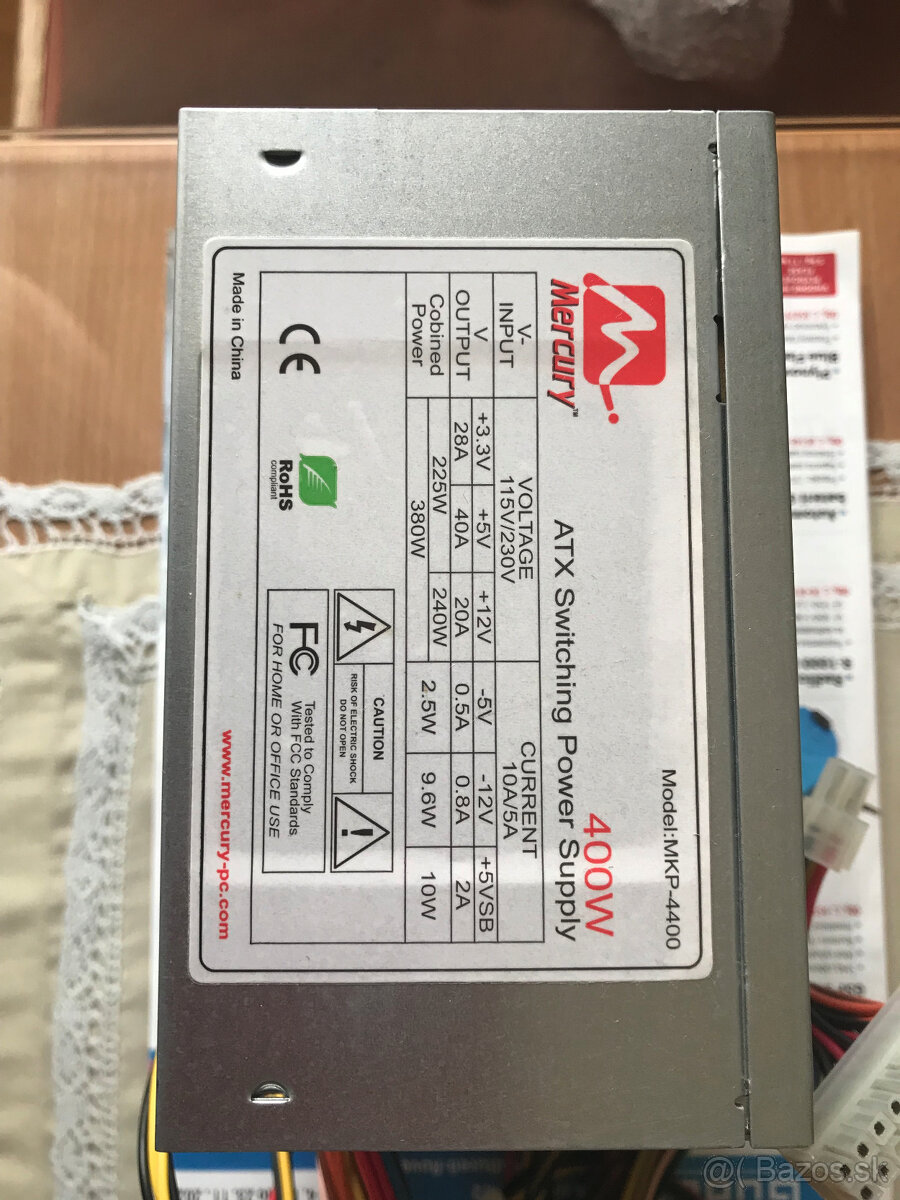 Mercury™
Model:MKP-4400
400W
ATX Switching Power Supply
V-
INPUT
VOLTAGE
115V/230V
CURRENT
10A/5A
V
OUTPUT
+3.3V +5V +12V -5V -12V +5V/SB
28A 40A 20A 0.5A 0.8A 2A
Cobined
Power
225W 240W 2.5W 9.6W 10W
380W
CAUTION
RISK OF ELECTRIC SHOCK
DO NOT OPEN
CE
RoHS
compliant
FC
Tested to Comply
With FCC Standards
FOR HOME OR OFFICE USE
Made in China
www.mercury-pc.com
@( Bazos.sk